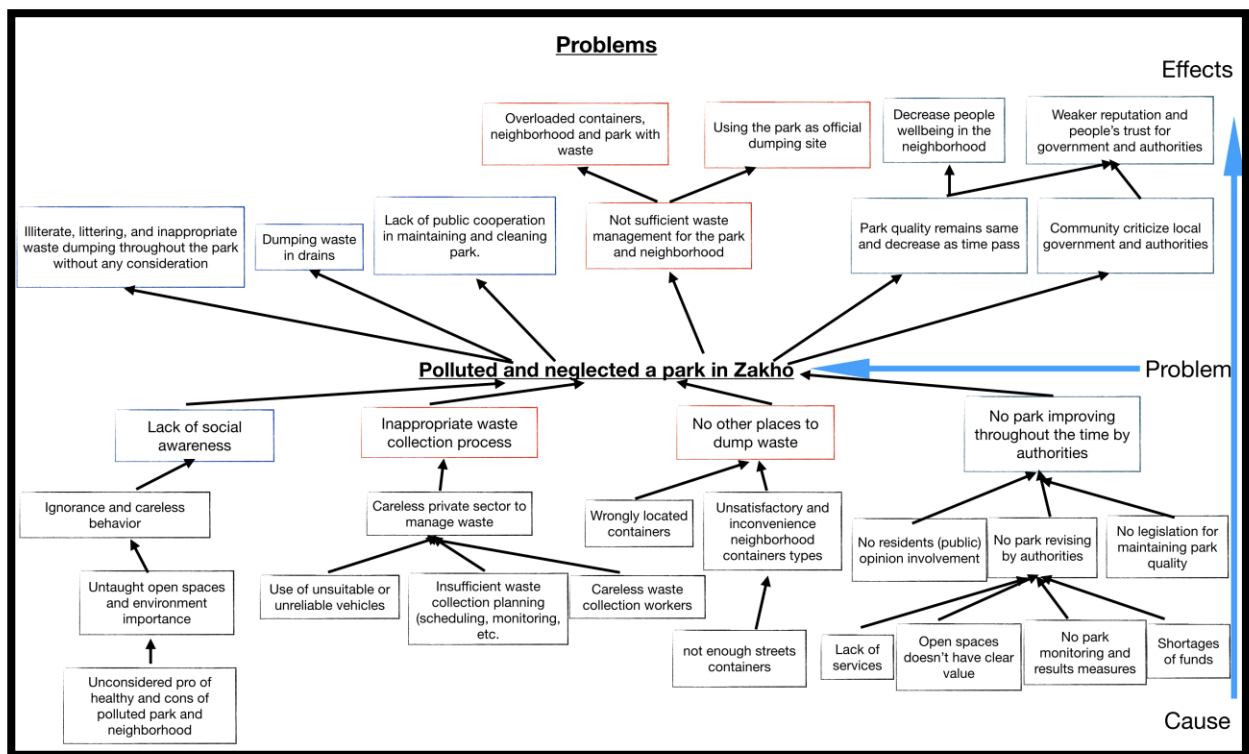 Problems
Effects
Overloaded containers,
neighborhood and park with
waste
Using the park as official
dumping site
Decrease people
wellbeing in the
neighborhood
Weaker reputation and
people's trust for
government and authorities
Illiterate, littering, and inappropriate
waste dumping throughout the park
without any consideration
Dumping waste
in drains
Lack of public cooperation
in maintaining and cleaning
park.
Not sufficient waste
management for the park
and neighborhood
Park quality remains same
and decrease as time pass
Community criticize local
government and authorities
Polluted and neglected a park in Zakho
Problem
Lack of social
awareness
Inappropriate waste
collection process
No other places to
dump waste
No park improving
throughout the time by
authorities
Ignorance and careless
behavior
Careless private sector to
manage waste
Wrongly located
containers
Unsatisfactory and
inconvenience
neighborhood
containers types
No residents (public)
opinion involvement
No park revising
by authorities
No legislation for
maintaining park
quality
Untaught open spaces
and environment
importance
Use of unsuitable or
unreliable vehicles
Insufficient waste
collection planning
(scheduling, monitoring,
etc.
Careless waste
collection workers
not enough streets
containers
Lack of
services
Open spaces
doesn't have clear
value
No park
monitoring and
results measures
Shortages
of funds
Unconsidered pro of
healthy and cons of
polluted park and
neighborhood
Cause